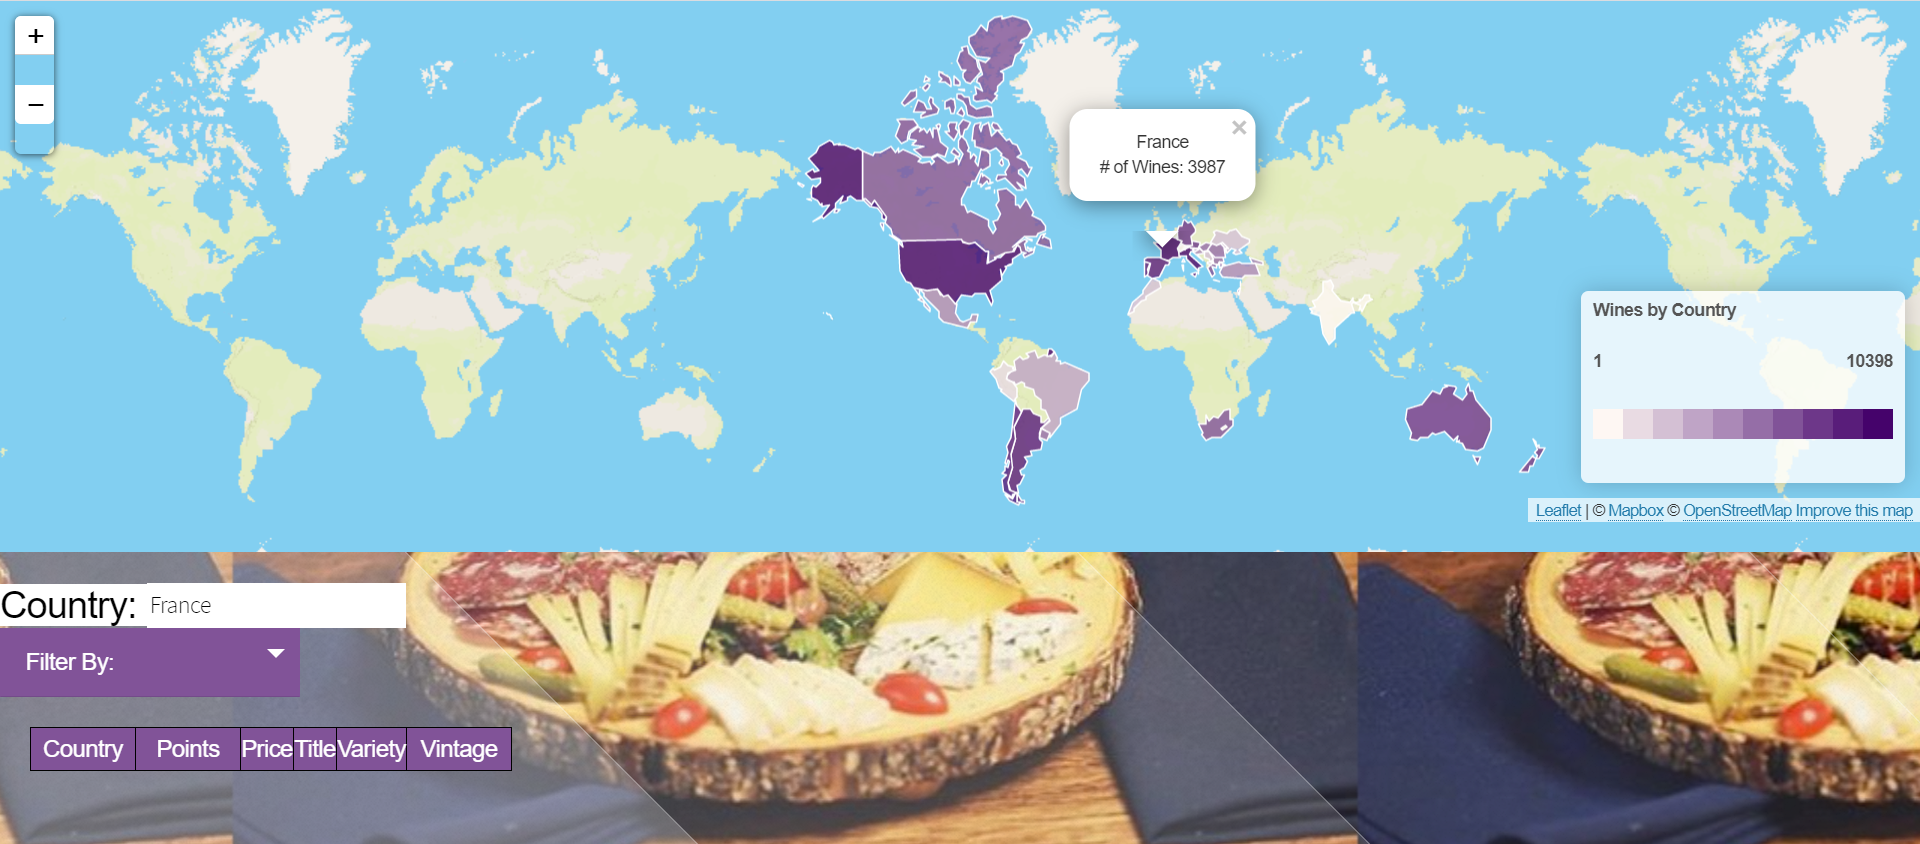 +
−
France
×
# of Wines: 3987
Wines by Country
1 10398
Leaflet | © Mapbox © OpenStreetMap Improve this map
Country: France
Filter By:
Country Points Price Title Variety Vintage